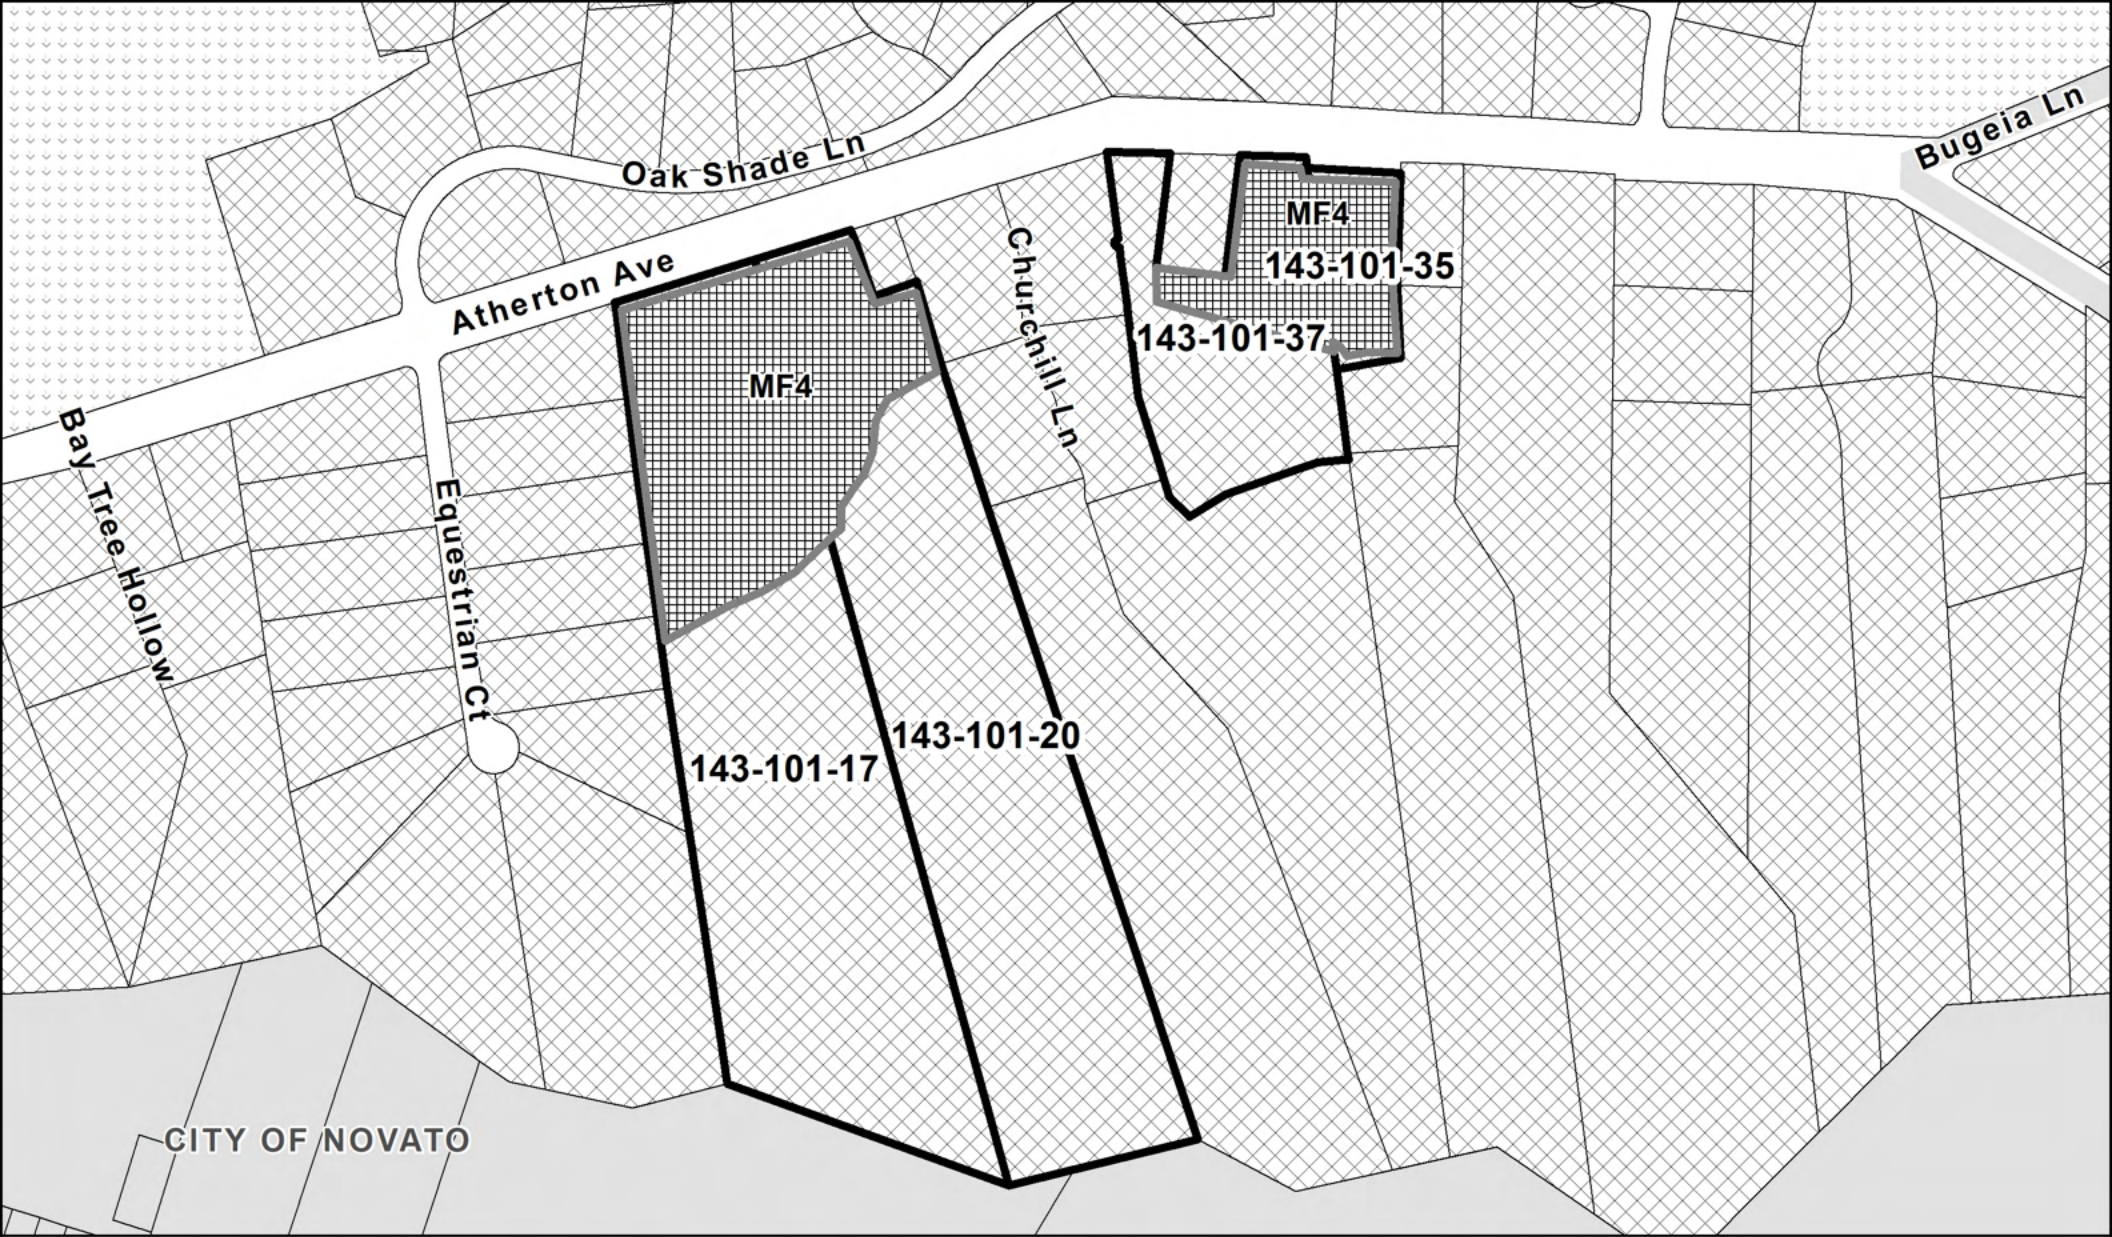 Bugeia Ln
Oak Shade Ln
MF4
143-101-35
Atherton Ave
Churchill Ln
143-101-37
MF4
Bay Tree Hollow
Equestrian Ct
143-101-20
143-101-17
CITY OF NOVATO